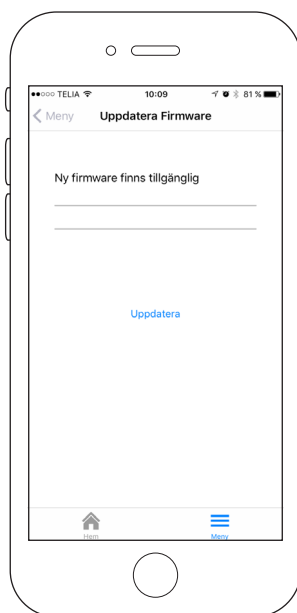 TELIA 10:09 81 %
Meny Uppdatera Firmware
Ny firmware finns tillgänglig
Uppdatera
Hem Meny